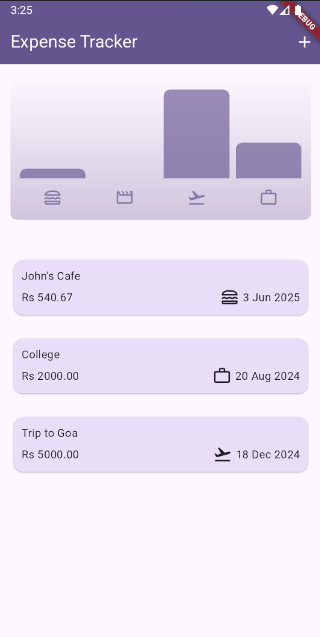 3:25
DEBUG
Expense Tracker
+
John's Cafe
Rs 540.67 3 Jun 2025
College
Rs 2000.00 20 Aug 2024
Trip to Goa
Rs 5000.00 18 Dec 2024